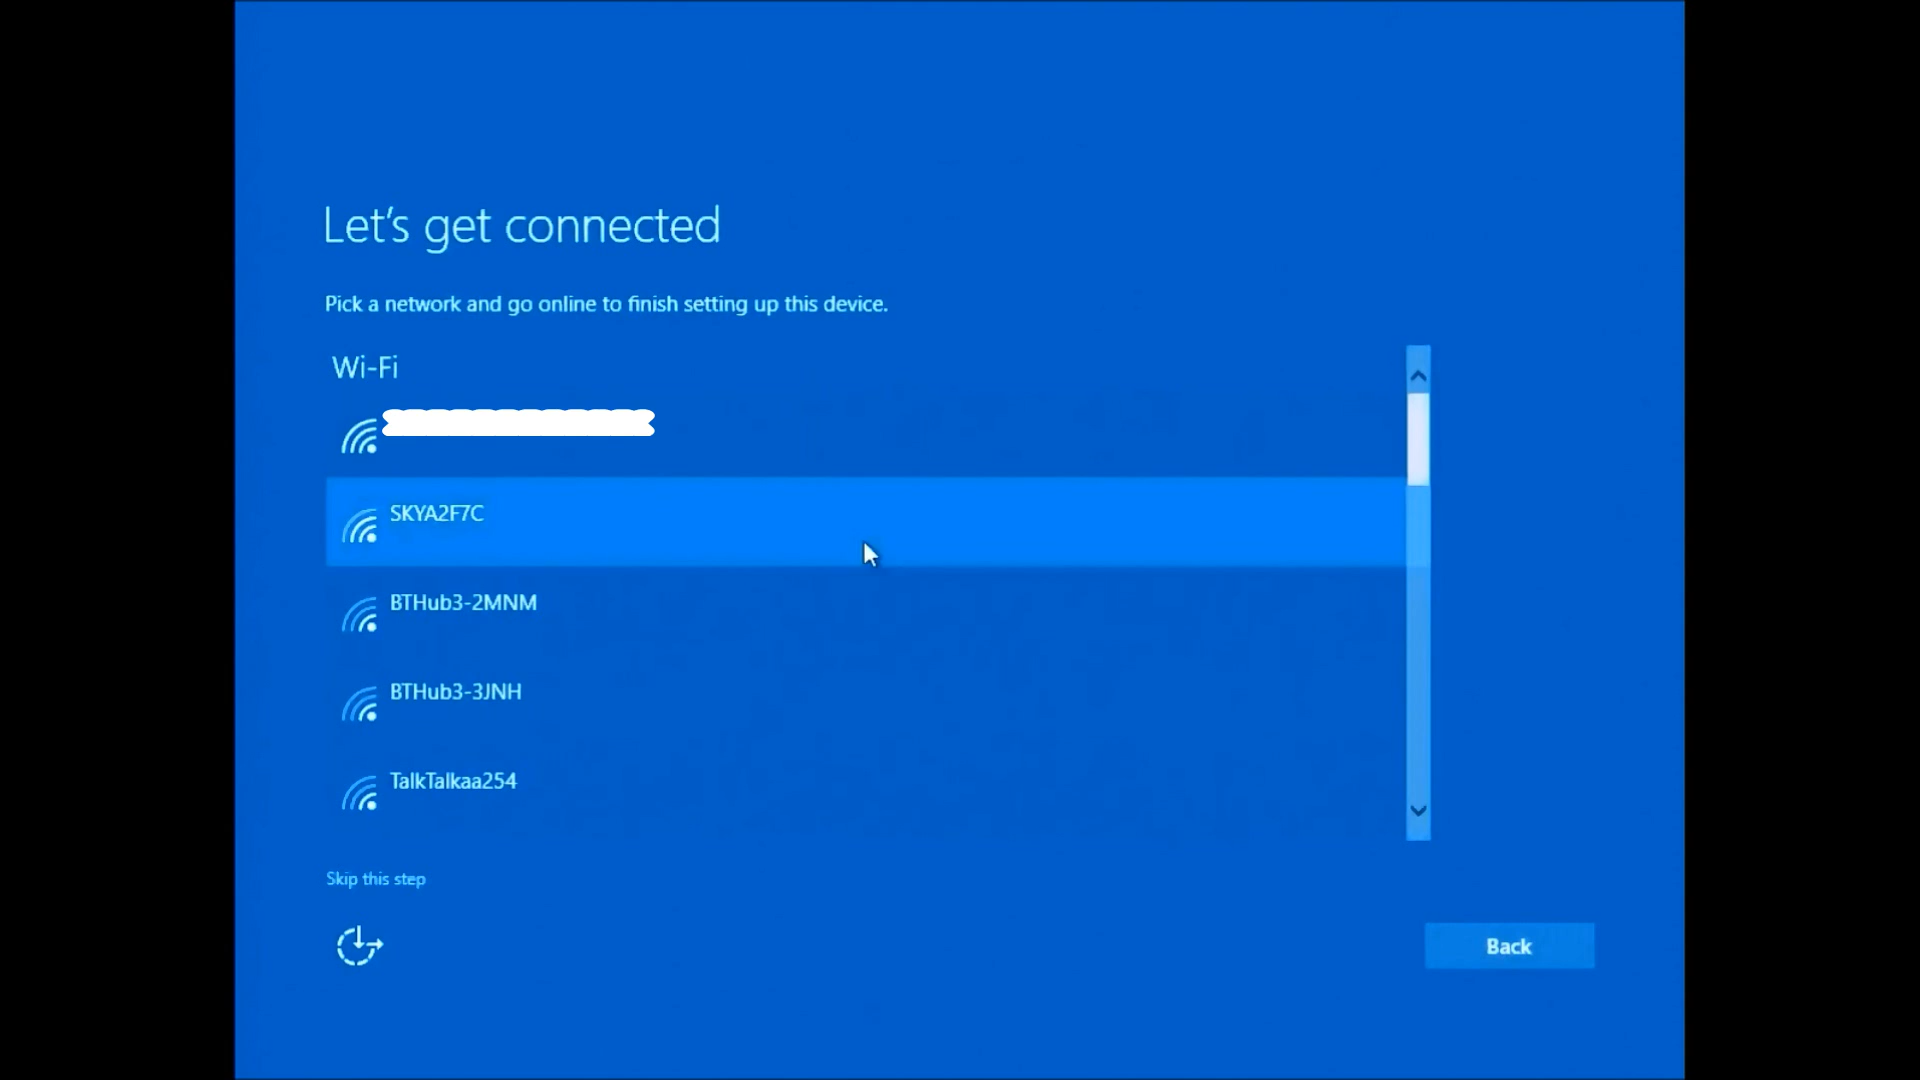 Let's get connected
Pick a network and go online to finish setting up this device.
Wi-Fi
SKYA2F7C
BTHub3-2MNM
BTHub3-3JNH
TalkTalkaa254
Skip this step
Back